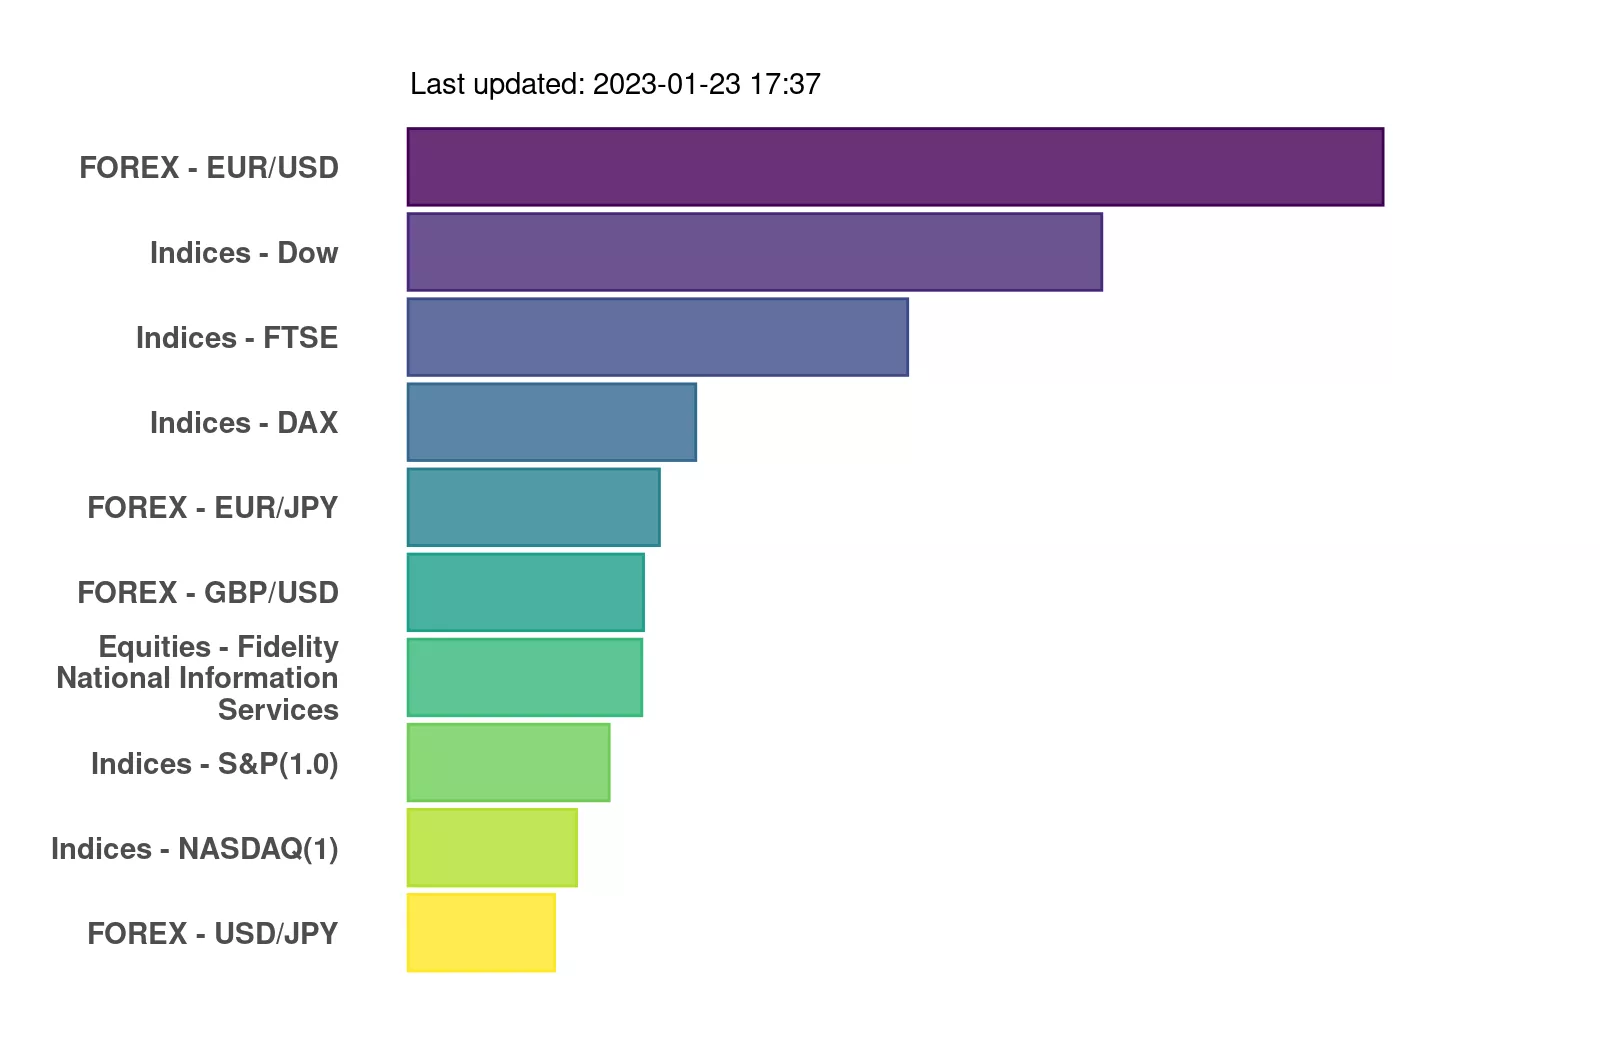 Last updated: 2023-01-23 17:37
FOREX - EUR/USD
Indices - Dow
Indices - FTSE
Indices - DAX
FOREX - EUR/JPY
FOREX - GBP/USD
Equities - Fidelity
National Information
Services
Indices - S&P(1.0)
Indices - NASDAQ(1)
FOREX - USD/JPY